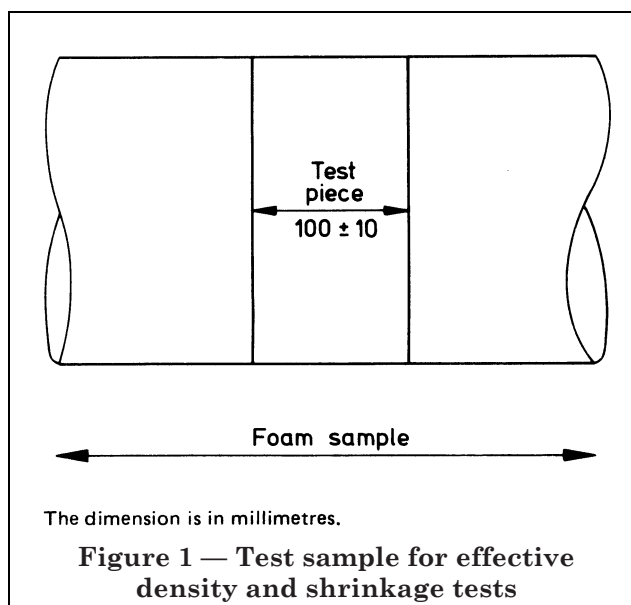 Test
piece
100 ± 10
Foam sample
The dimension is in millimetres.
Figure 1 — Test sample for effective
density and shrinkage tests